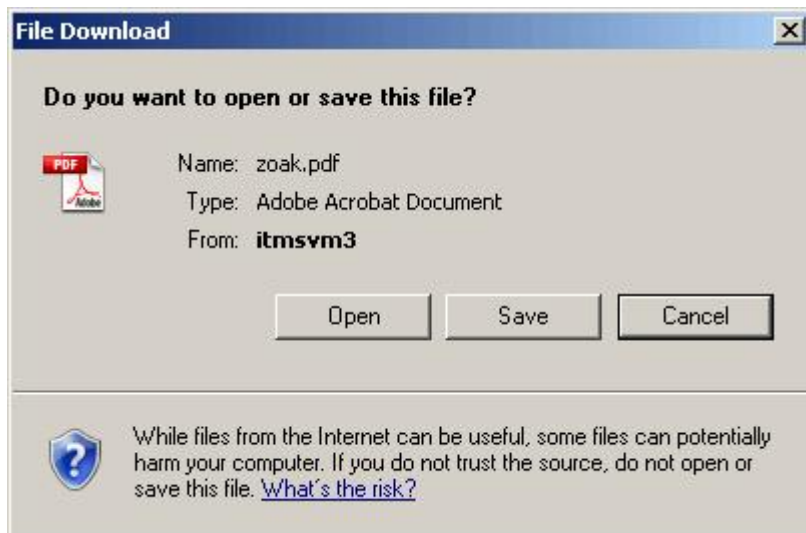 File Download
Do you want to open or save this file?
PDF
Adobe
Name: zoak.pdf
Type: Adobe Acrobat Document
From: itmsvm3
Open Save Cancel
While files from the Internet can be useful, some files can potentially
harm your computer. If you do not trust the source, do not open or
save this file. What's the risk?